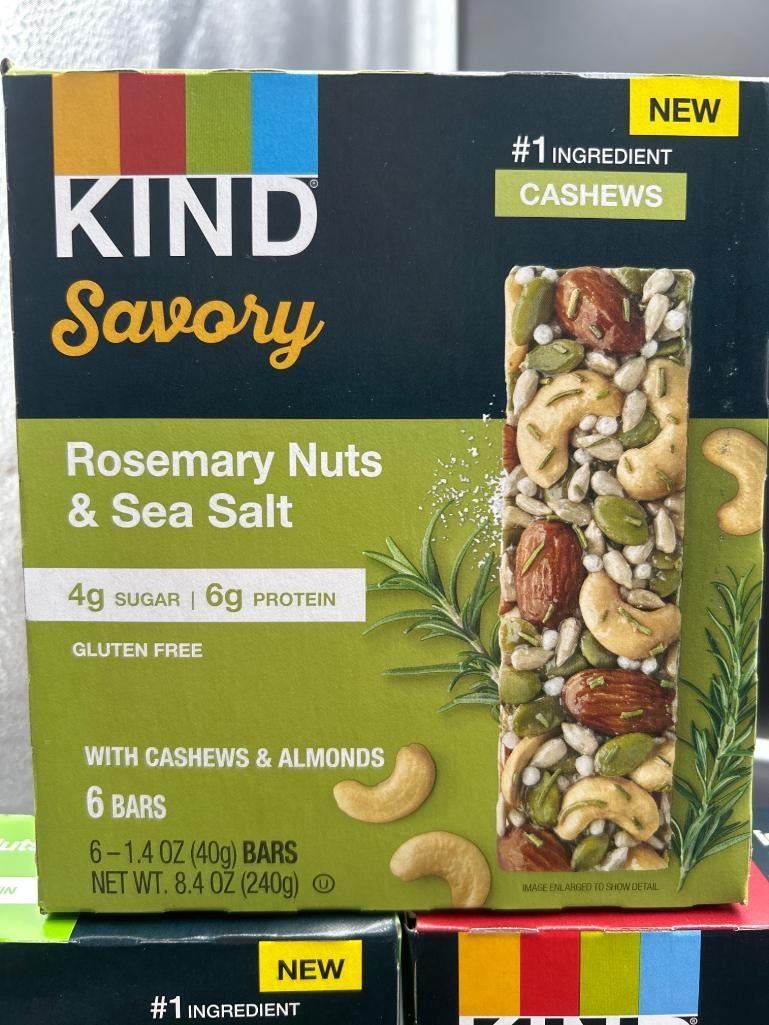 NEW
#1 INGREDIENT
CASHEWS
KIND®
Savory
Rosemary Nuts
& Sea Salt
4g SUGAR | 6g PROTEIN
GLUTEN FREE
WITH CASHEWS & ALMONDS
6 BARS
6–1.4 OZ (40g) BARS
NET WT. 8.4 OZ (240g) U
IMAGE ENLARGED TO SHOW DETAIL
NEW
#1 INGREDIENT